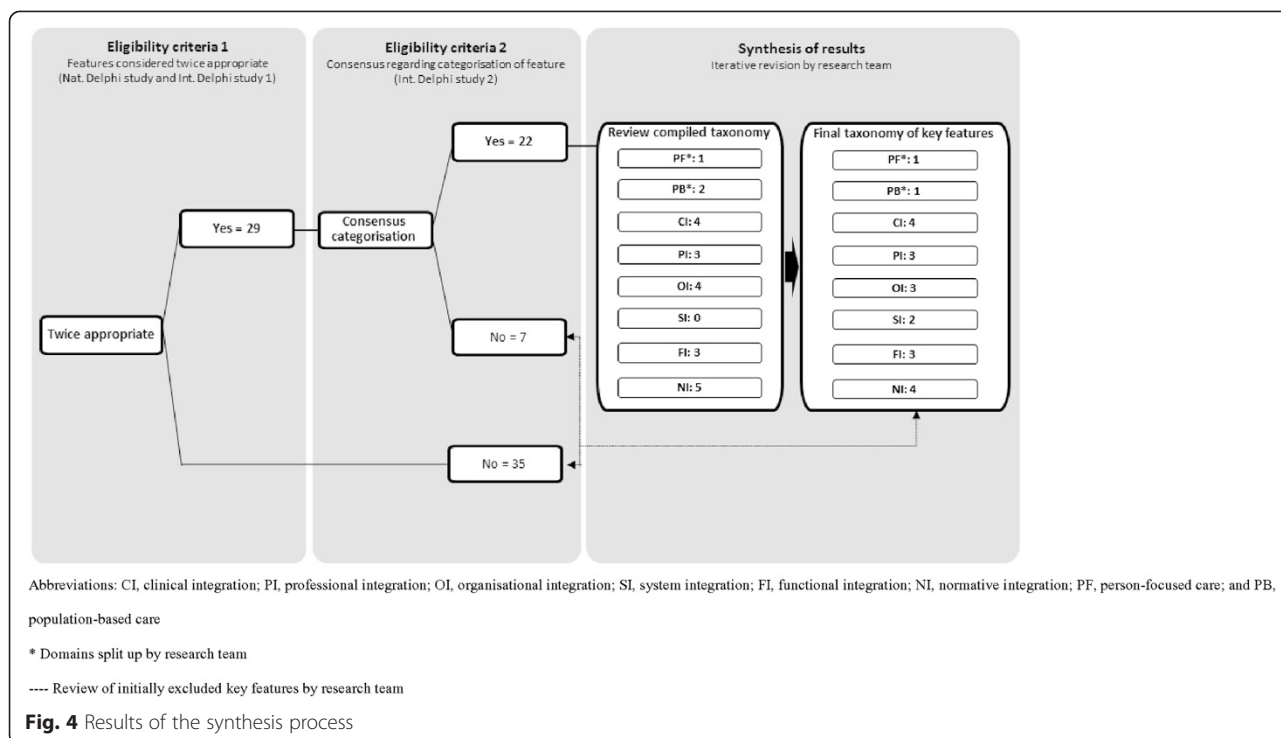 Eligibility criteria 1
Features considered twice appropriate
(Nat. Delphi study and Int. Delphi study 1)
Eligibility criteria 2
Consensus regarding categorisation of feature
(Int. Delphi study 2)
Synthesis of results
Iterative revision by research team
Twice appropriate
Yes = 29
No = 35
Consensus
categorisation
Yes = 22
No = 7
Review compiled taxonomy
PF*: 1
PB*: 2
CI: 4
PI: 3
OI: 4
SI: 0
FI: 3
NI: 5
Final taxonomy of key features
PF*: 1
PB*: 1
CI: 4
PI: 3
OI: 3
SI: 2
FI: 3
NI: 4
Abbreviations: CI, clinical integration; PI, professional integration; OI, organisational integration; SI, system integration; FI, functional integration; NI, normative integration; PF, person-focused care; and PB,
population-based care
* Domains split up by research team
---- Review of initially excluded key features by research team
Fig. 4 Results of the synthesis process